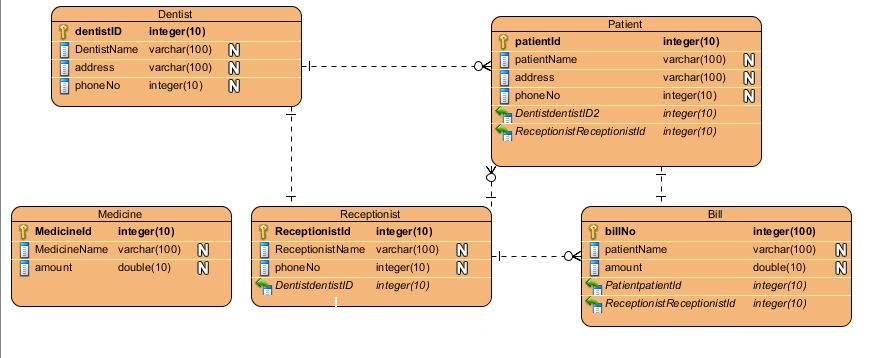 Dentist
dentistID integer(10)
DentistName varchar(100) N
address varchar(100) N
phoneNo integer(10) N
Patient
patientId integer(10)
patientName varchar(100) N
address varchar(100) N
phoneNo integer(10) N
DentistdentistID2 integer(10)
ReceptionistReceptionistId integer(10)
Medicine
MedicineId integer(10)
MedicineName varchar(100) N
amount double(10) N
Receptionist
ReceptionistId integer(10)
ReceptionistName varchar(100) N
phoneNo integer(10) N
DentistdentistID integer(10)
Bill
billNo integer(100)
patientName varchar(100) N
amount double(10) N
PatientpatientId integer(10)
ReceptionistReceptionistId integer(10)